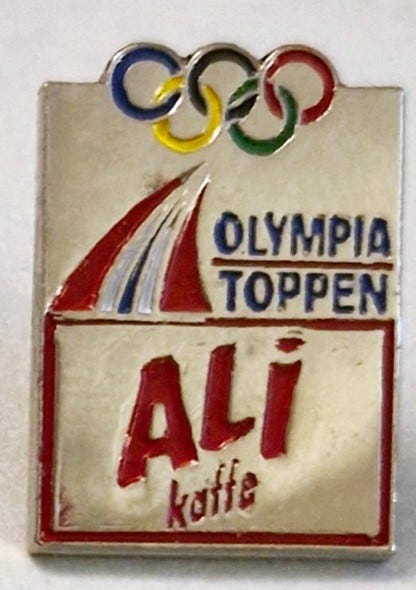 OLYMPIA
TOPPEN
ALi
kaffe